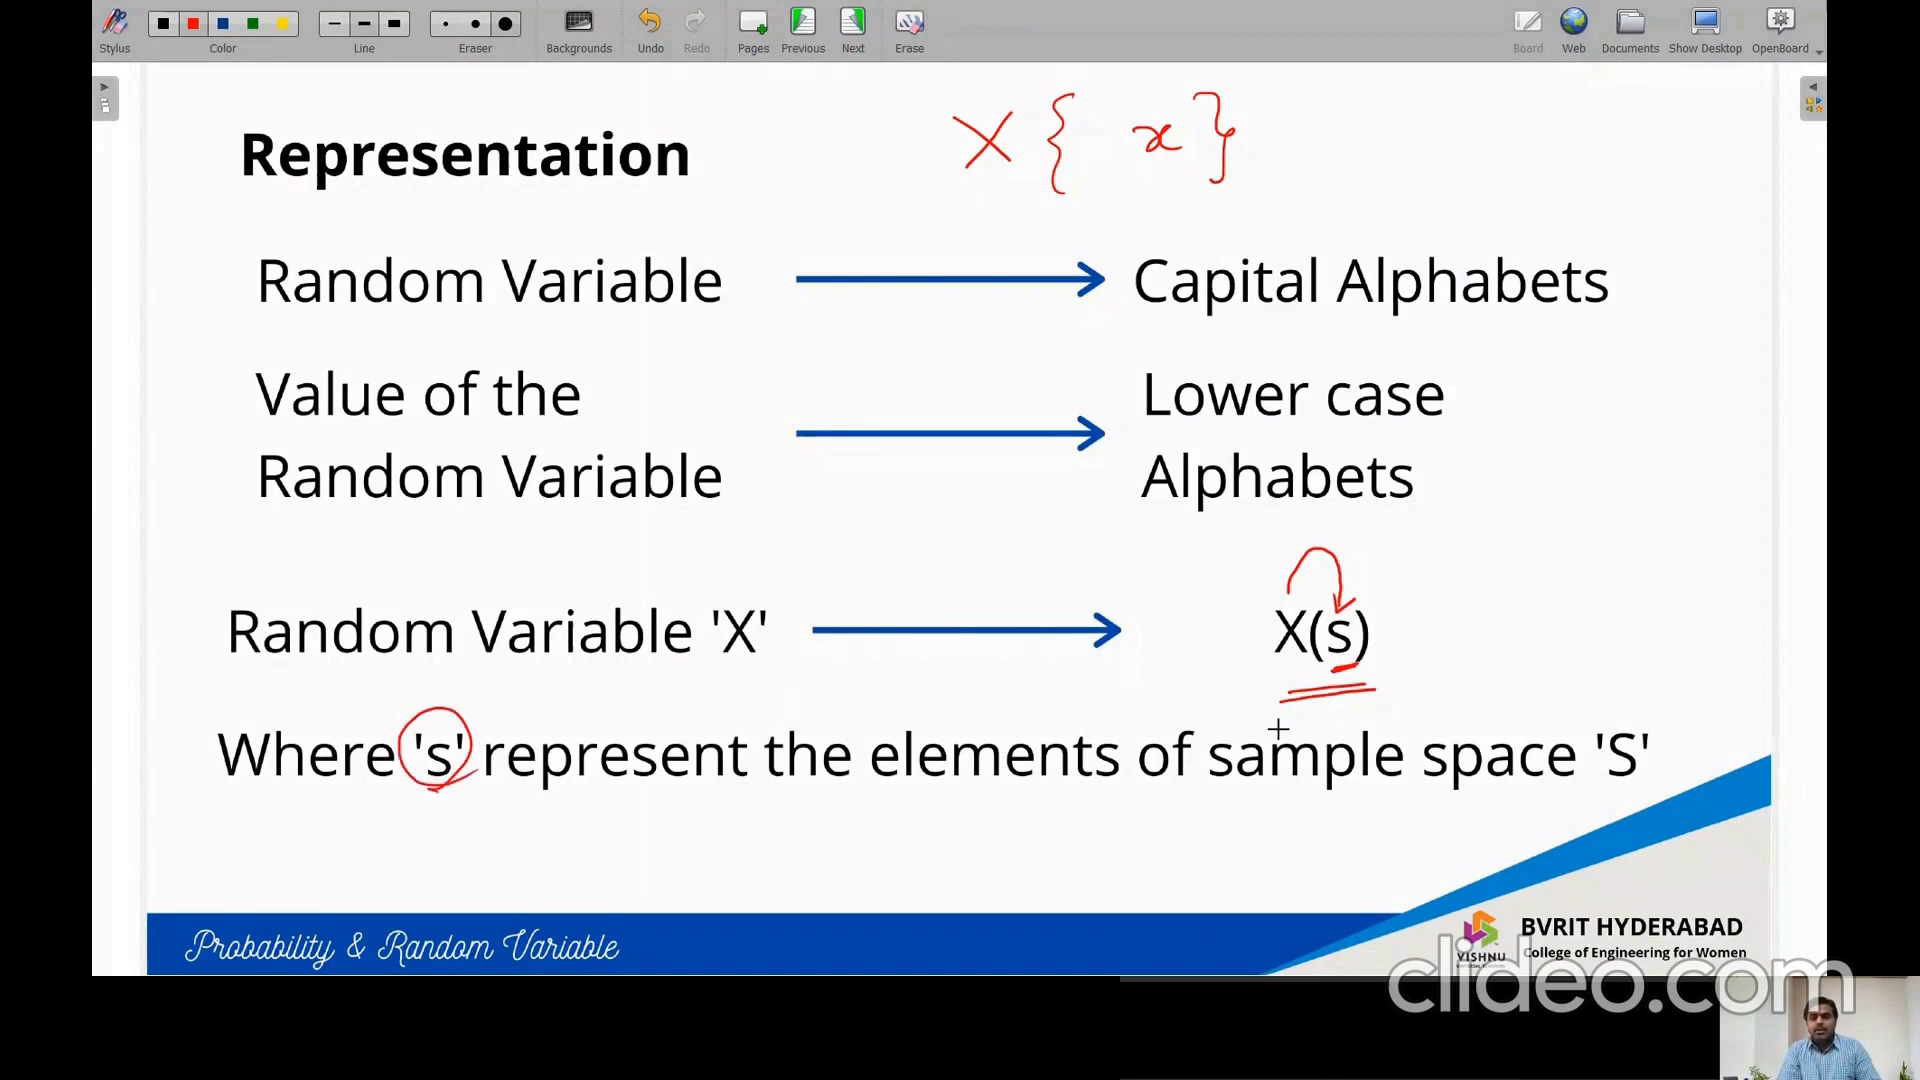 Stylus Color Line Eraser Backgrounds Undo Redo Pages Previous Next Erase Board Web Documents Show Desktop OpenBoard
X { x }
Representation
Random Variable Capital Alphabets
Value of the Lower case
Random Variable Alphabets
Random Variable 'X' X(s)
Where 's' represent the elements of sample space 'S'
Probability & Random Variable
BVRIT HYDERABAD
VISHNU College of Engineering for Women
clideo.com